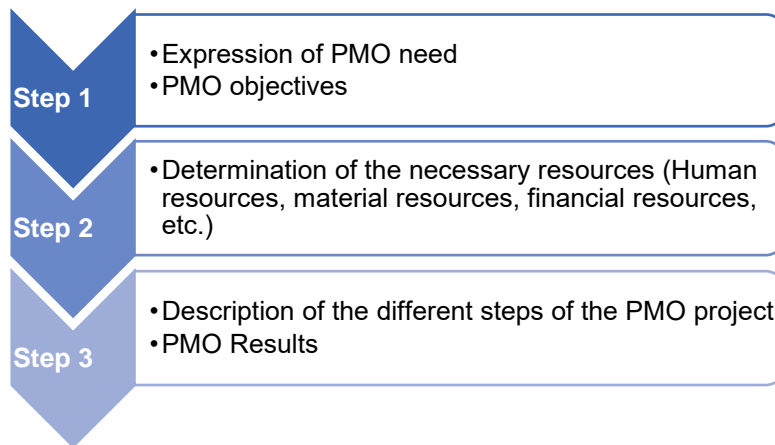 Step 1
•Expression of PMO need
•PMO objectives
Step 2
•Determination of the necessary resources (Human
resources, material resources, financial resources,
etc.)
Step 3
•Description of the different steps of the PMO project
•PMO Results